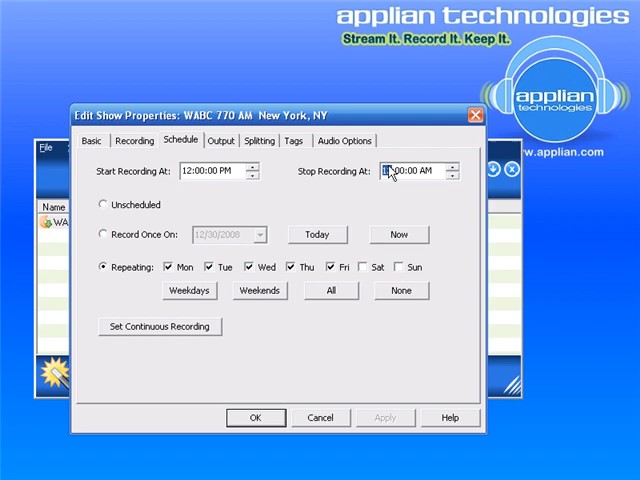 applian technologies
Stream It. Record It. Keep It.
applian
technologies
w.applian.com
Edit Show Properties: WABC 770 AM New York, NY
Basic Recording Schedule Output Splitting Tags Audio Options
File
Start Recording At: 12:00:00 PM Stop Recording At: :00:00 AM
Name
WA
Unscheduled
Record Once On: 12/30/2008 Today Now
Repeating: Mon Tue Wed Thu Fri Sat Sun
Weekdays Weekends All None
Set Continuous Recording
OK Cancel Apply Help